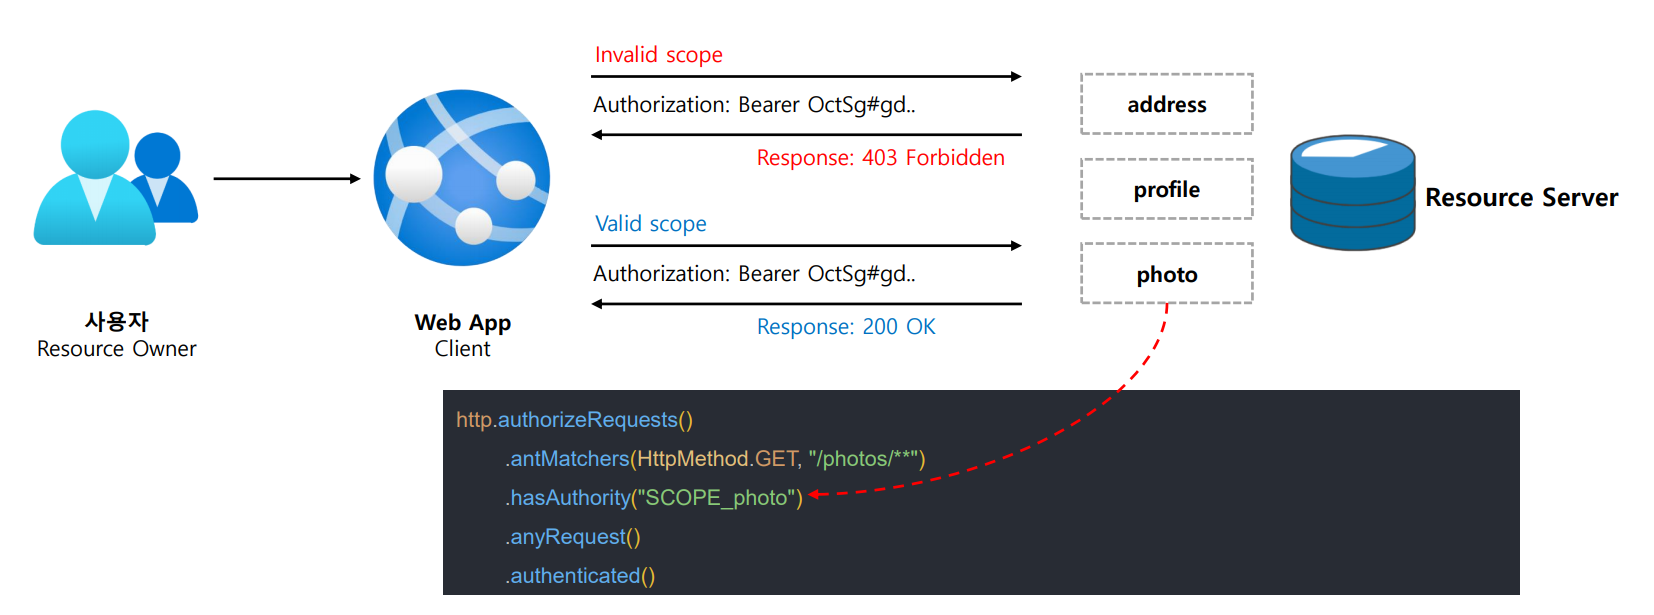 Invalid scope
Authorization: Bearer OctSg#gd..
Response: 403 Forbidden
Valid scope
Authorization: Bearer OctSg#gd..
Response: 200 OK
address
profile
photo
Resource Server
사용자
Resource Owner
Web App
Client
http.authorizeRequests()
.antMatchers(HttpMethod.GET, "/photos/**")
.hasAuthority("SCOPE_photo")
.anyRequest()
.authenticated()